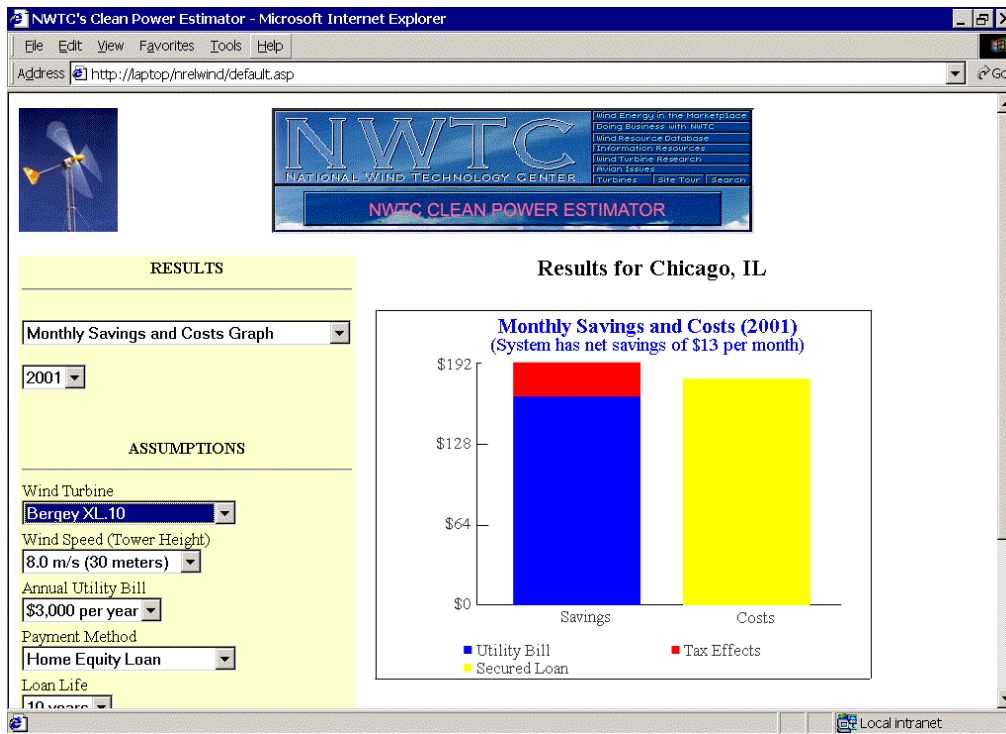 NWTC's Clean Power Estimator - Microsoft Internet Explorer
File Edit View Favorites Tools Help
Address http://laptop/nrelwind/default.asp Go
NWTC
NATIONAL WIND TECHNOLOGY CENTER
Wind Energy in the Marketplace
Doing Business with NWTC
Wind Resource Database
Information Resources
Wind Turbine Research
Avian Issues
Turbines Site Tour Search
NWTC CLEAN POWER ESTIMATOR
RESULTS
Monthly Savings and Costs Graph
2001
ASSUMPTIONS
Wind Turbine
Bergey XL.10
Wind Speed (Tower Height)
8.0 m/s (30 meters)
Annual Utility Bill
$3,000 per year
Payment Method
Home Equity Loan
Loan Life
10 years
Results for Chicago, IL
Monthly Savings and Costs (2001)
(System has net savings of $13 per month)
$192
$128
$64
$0
Savings Costs
Utility Bill Tax Effects
Secured Loan
Local intranet